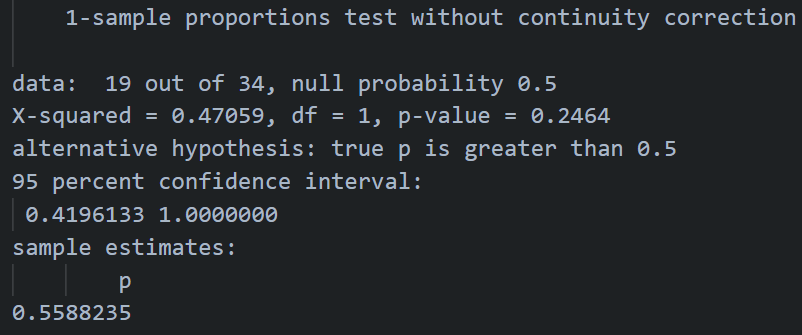 1-sample proportions test without continuity correction
data:  19 out of 34, null probability 0.5
X-squared = 0.47059, df = 1, p-value = 0.2464
alternative hypothesis: true p is greater than 0.5
95 percent confidence interval:
0.4196133 1.0000000
sample estimates:
p
0.5588235